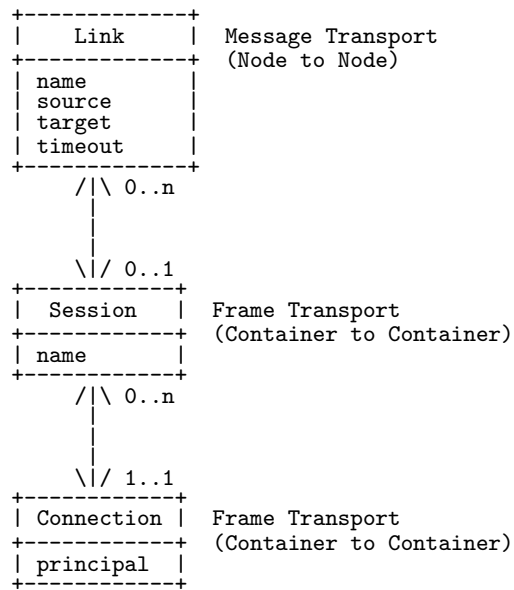 +-------------+
|    Link     |  Message Transport
+-------------+  (Node to Node)
| name        |
| source      |
| target      |
| timeout     |
+-------------+
     /|\ 0..n
      |
      |
      |
     \|/ 0..1
+------------+
|  Session   |  Frame Transport
+------------+  (Container to Container)
| name       |
+------------+
     /|\ 0..n
      |
      |
      |
     \|/ 1..1
+------------+
| Connection |  Frame Transport
+------------+  (Container to Container)
| principal  |
+------------+